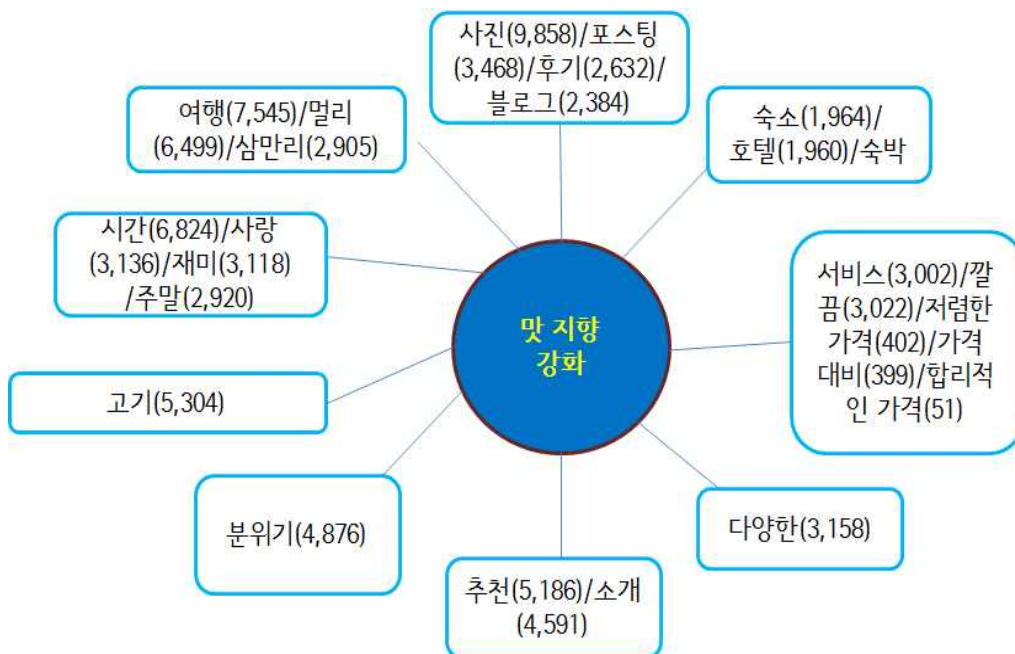 사진(9,858)/포스팅
(3,468)/후기(2,632)/
블로그(2,384)
여행(7,545)/멀리
(6,499)/삼만리(2,905)
숙소(1,964)/
호텔(1,960)/숙박
시간(6,824)/사랑
(3,136)/재미(3,118)
/주말(2,920)
서비스(3,002)/깔
끔(3,022)/저렴한
가격(402)/가격
대비(399)/합리적
인 가격(51)
맛 지향
강화
고기(5,304)
분위기(4,876)
다양한(3,158)
추천(5,186)/소개
(4,591)